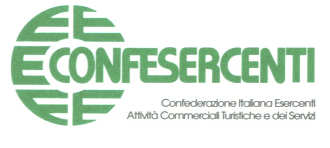 CONFESERCENTI
Confederazione Italiana Esercenti
Attività Commerciali Turistiche e dei Servizi